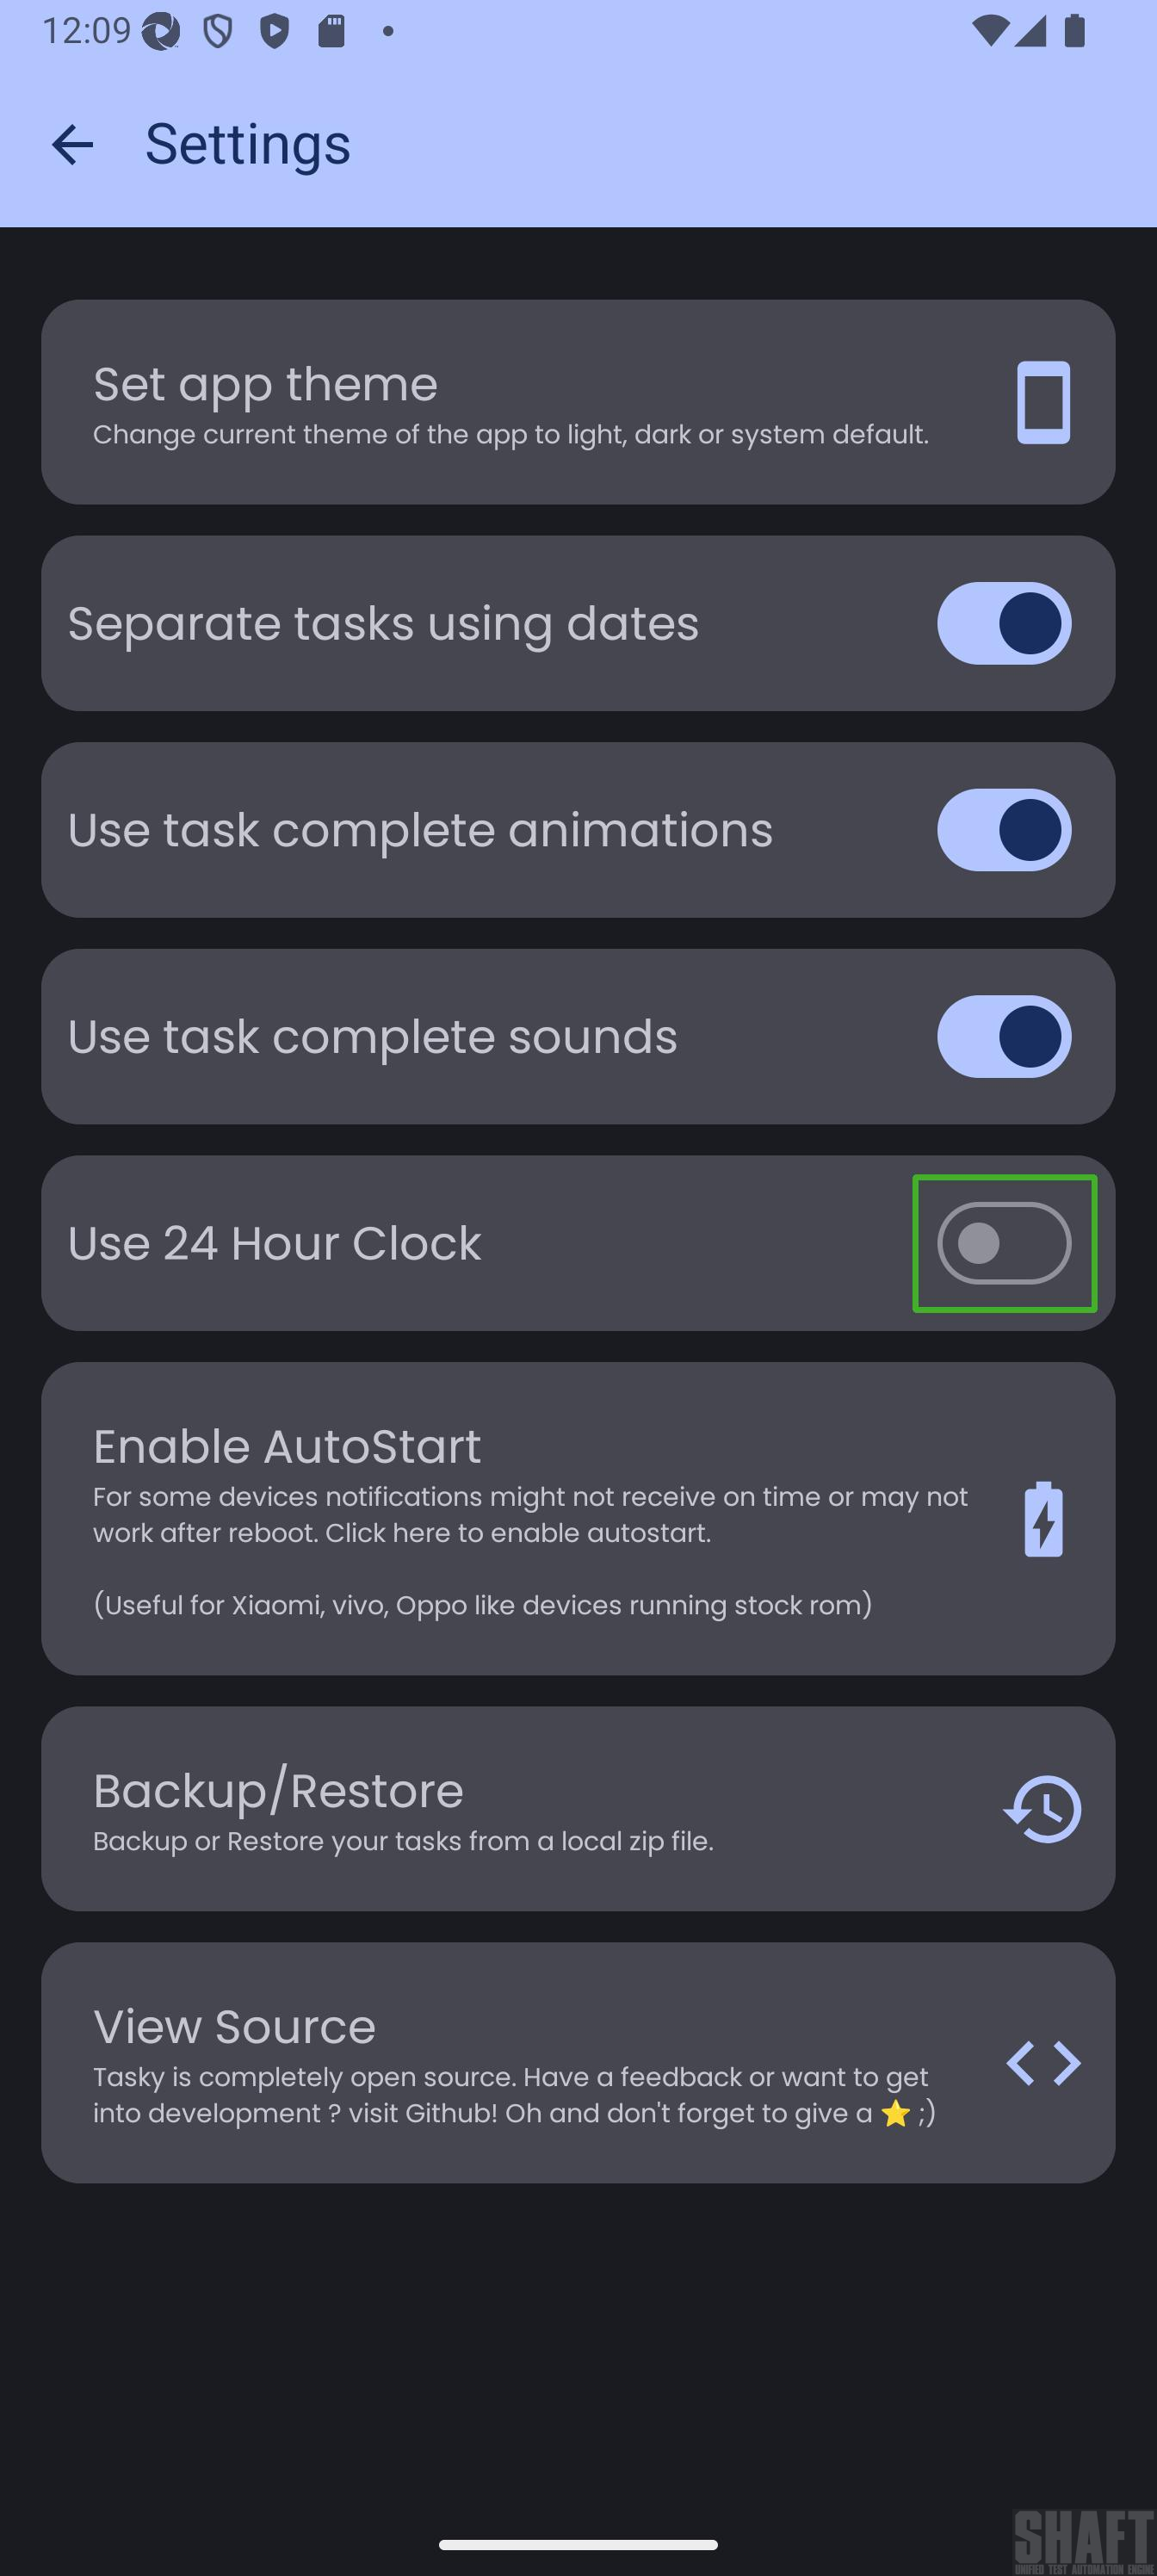 12:09
Settings
Set app theme
Change current theme of the app to light, dark or system default.
Separate tasks using dates
Use task complete animations
Use task complete sounds
Use 24 Hour Clock
Enable AutoStart
For some devices notifications might not receive on time or may not
work after reboot. Click here to enable autostart.
(Useful for Xiaomi, vivo, Oppo like devices running stock rom)
Backup/Restore
Backup or Restore your tasks from a local zip file.
View Source
Tasky is completely open source. Have a feedback or want to get
into development ? visit Github! Oh and don't forget to give a ⭐ ;)
SHAFT
UNIFIED TEST AUTOMATION ENGINE